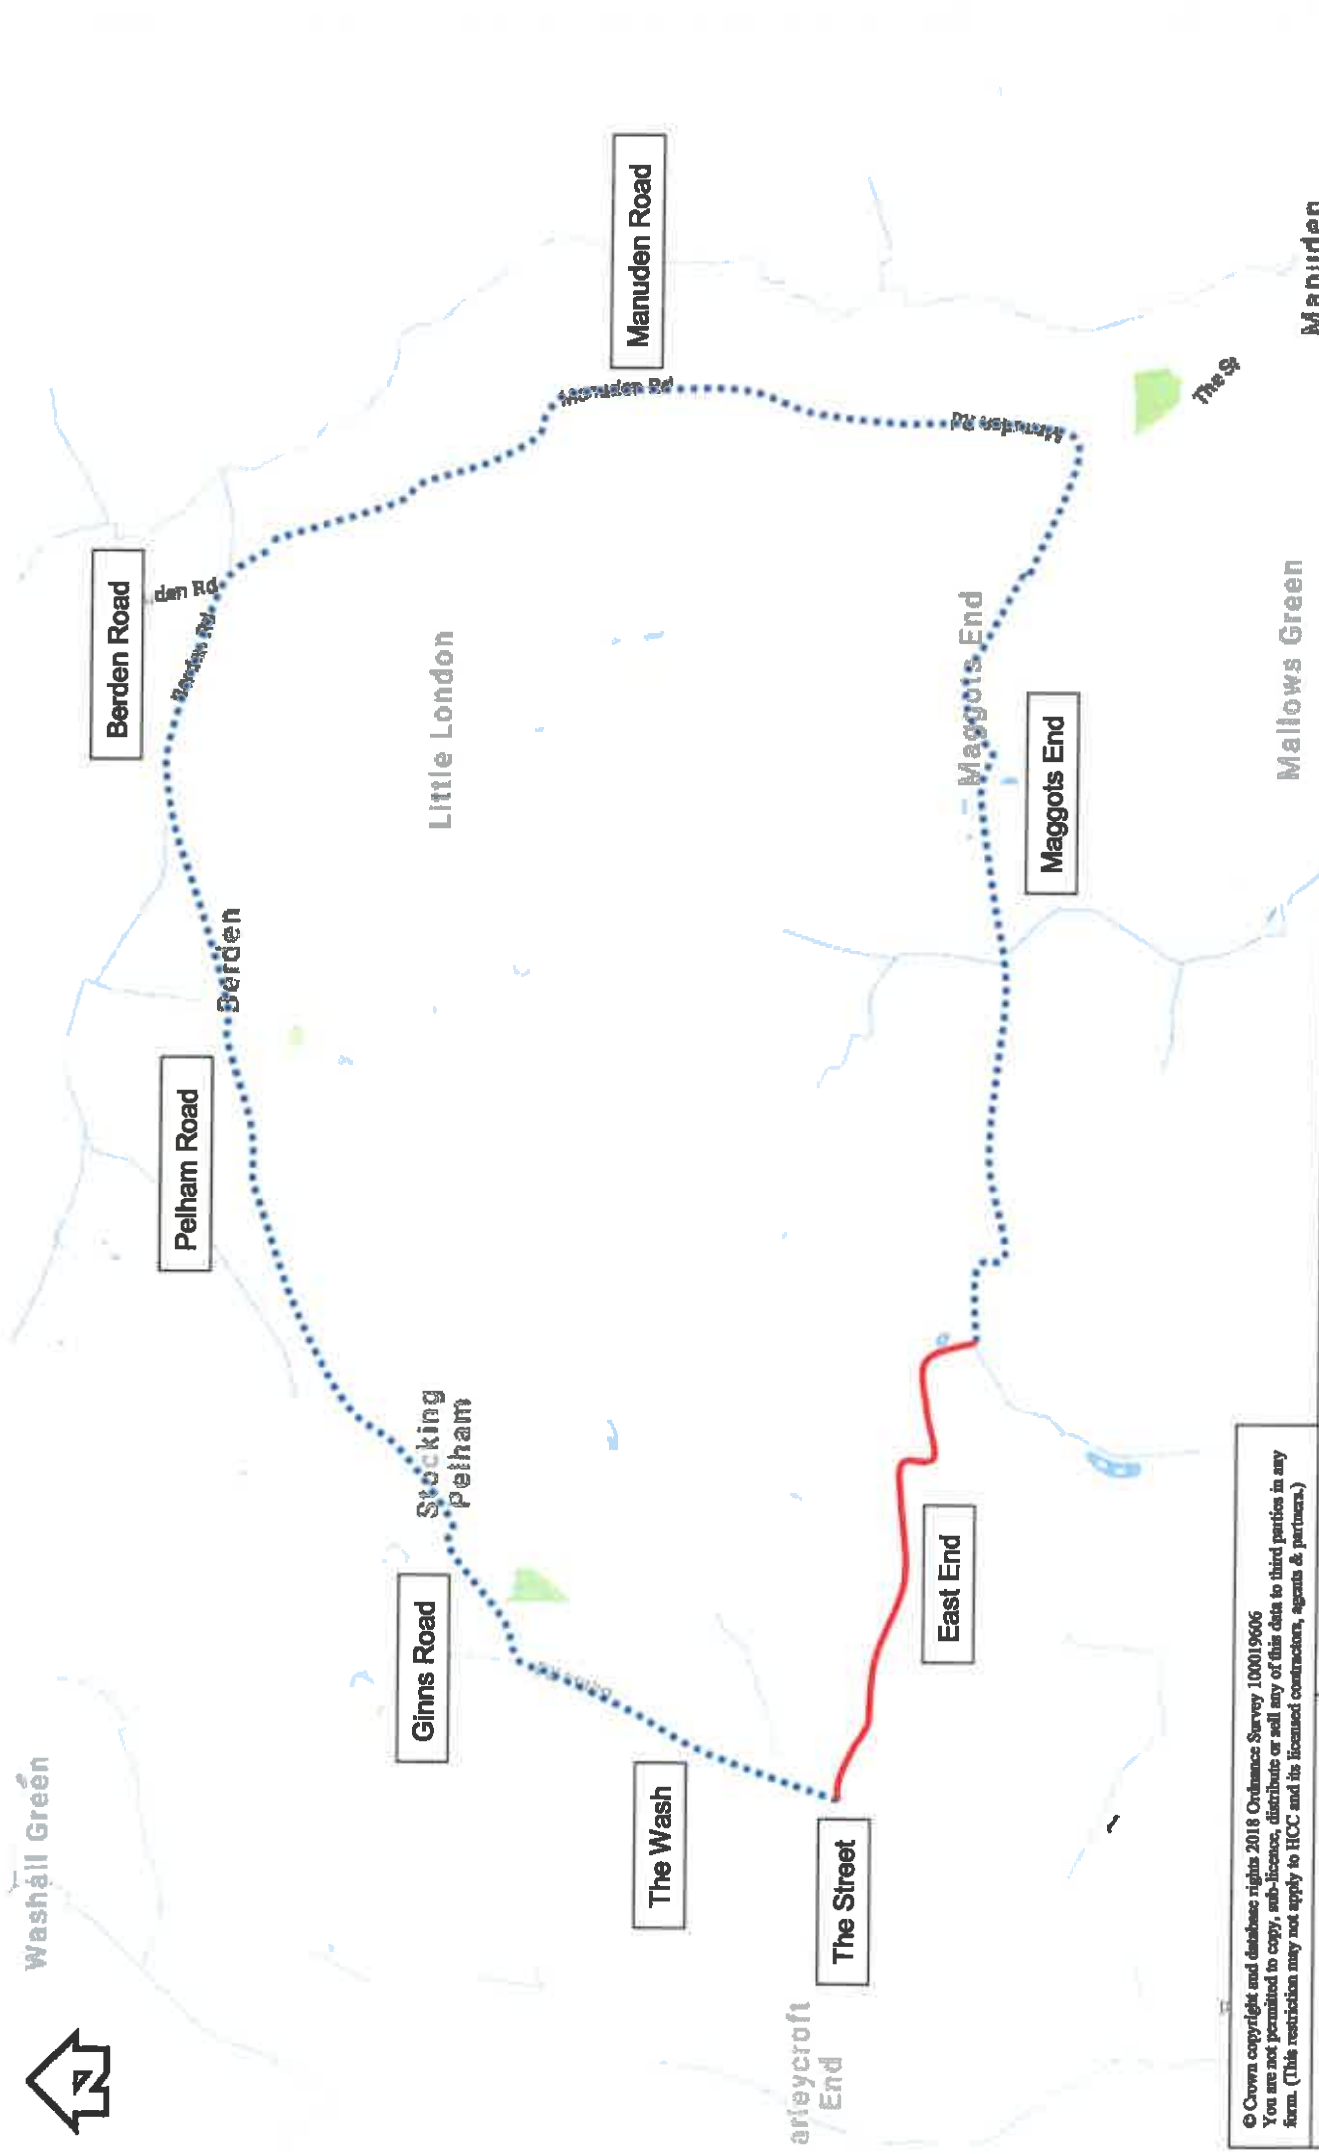 N
Washall Green
Berden Road
den Rd
Berden Rd
Pelham Road
Berden
Manuden Road
Manuden Rd
Little London
Stocking
Pelham
Ginns Road
The Wash
The Street
East End
Maggots End
Maggots End
Manuden Rd
The St
Mallows Green
Manuden
arleycroft
End
© Crown copyright and database rights 2018 Ordnance Survey 100019606
You are not permitted to copy, sub-licence, distribute or sell any of this data to third parties in any
form. (This restriction may not apply to HCC and its licensed contractors, agents & partners.)